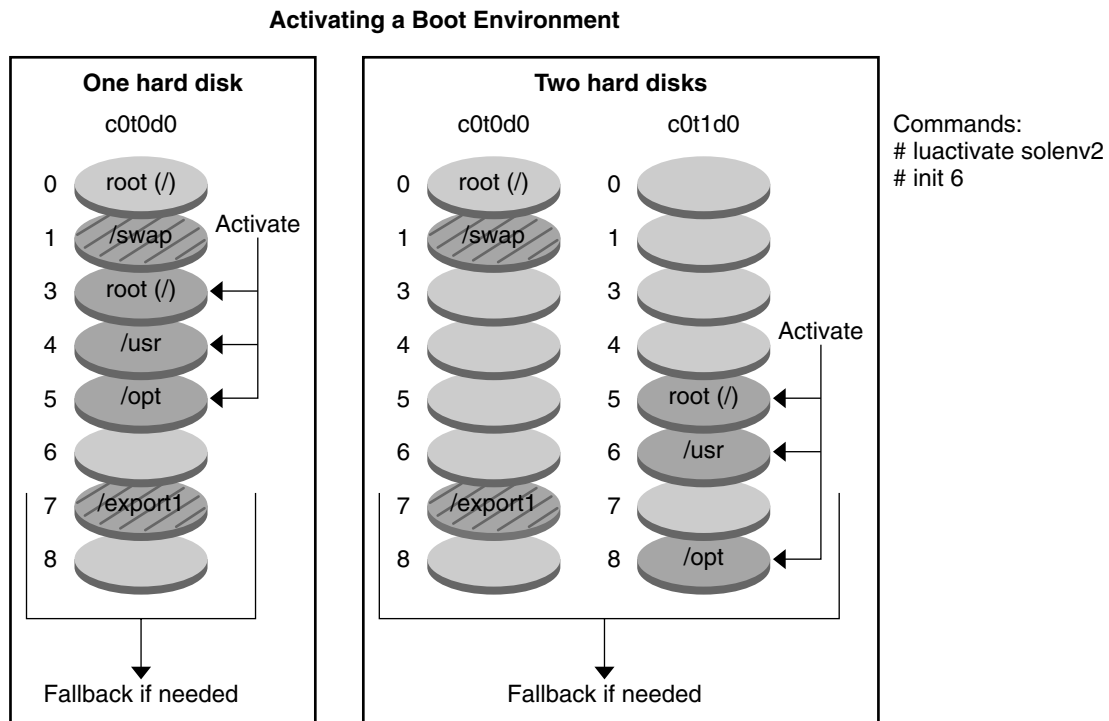 Activating a Boot Environment
One hard disk
c0t0d0
0 root (/)
1 /swap
Activate
3 root (/)
4 /usr
5 /opt
6
7 /export1
8
Fallback if needed
Two hard disks
c0t0d0
0 root (/)
1 /swap
3
4
5
6
7 /export1
8
c0t1d0
0
1
3
4
Activate
5 root (/)
6 /usr
7
8 /opt
Fallback if needed
Commands:
# luactivate solenv2
# init 6